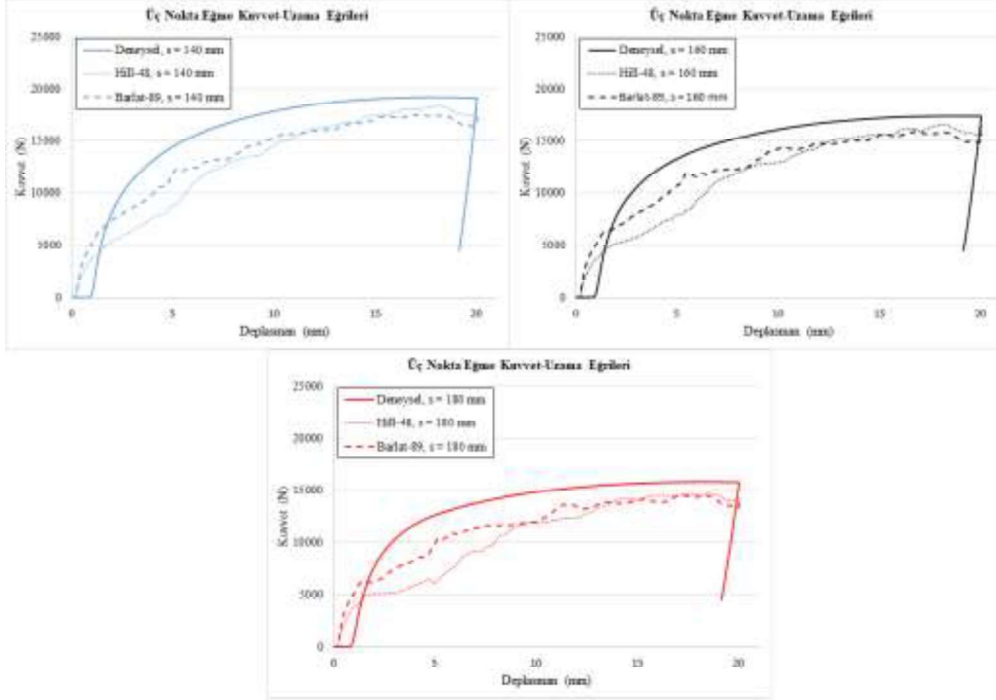 Üç Nokta Eğme Kuvvet-Uzama Eğrileri
25000
20000
15000
10000
5000
0
Kuvvet (N)
Deneysel, s = 140 mm
Hill-48, s = 140 mm
Barlat-89, s = 140 mm
0 5 10 15 20
Deplasman (mm)
Üç Nokta Eğme Kuvvet-Uzama Eğrileri
25000
20000
15000
10000
5000
0
Kuvvet (N)
Deneysel, s = 160 mm
Hill-48, s = 160 mm
Barlat-89, s = 160 mm
0 5 10 15 20
Deplasman (mm)
Üç Nokta Eğme Kuvvet-Uzama Eğrileri
25000
20000
15000
10000
5000
0
Kuvvet (N)
Deneysel, s = 180 mm
Hill-48, s = 180 mm
Barlat-89, s = 180 mm
0 5 10 15 20
Deplasman (mm)